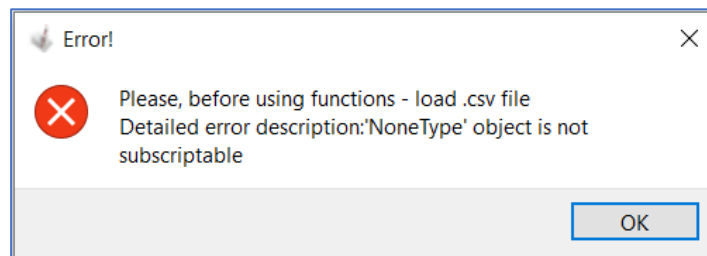 Error!
Please, before using functions - load .csv file
Detailed error description:'NoneType' object is not
subscriptable
OK